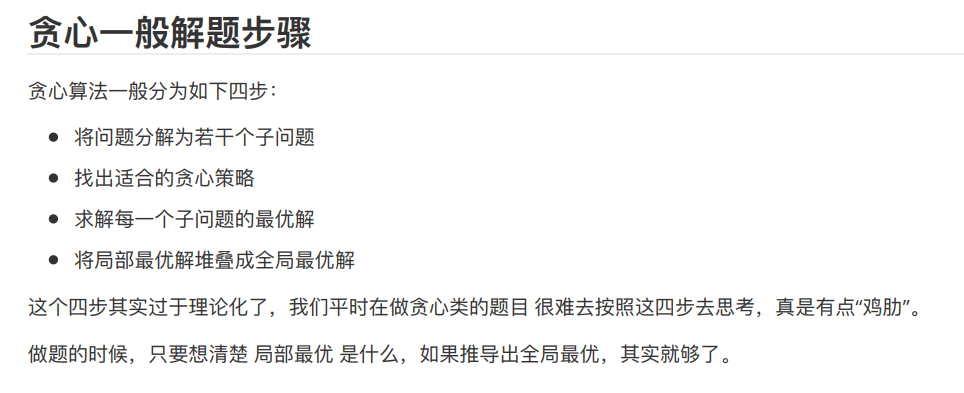 贪心一般解题步骤
贪心算法一般分为如下四步：
将问题分解为若干个子问题
找出适合的贪心策略
求解每一个子问题的最优解
将局部最优解堆叠成全局最优解
这个四步其实过于理论化了，我们平时在做贪心类的题目 很难去按照这四步去思考，真是有点“鸡肋”。
做题的时候，只要想清楚 局部最优 是什么，如果推导出全局最优，其实就够了。